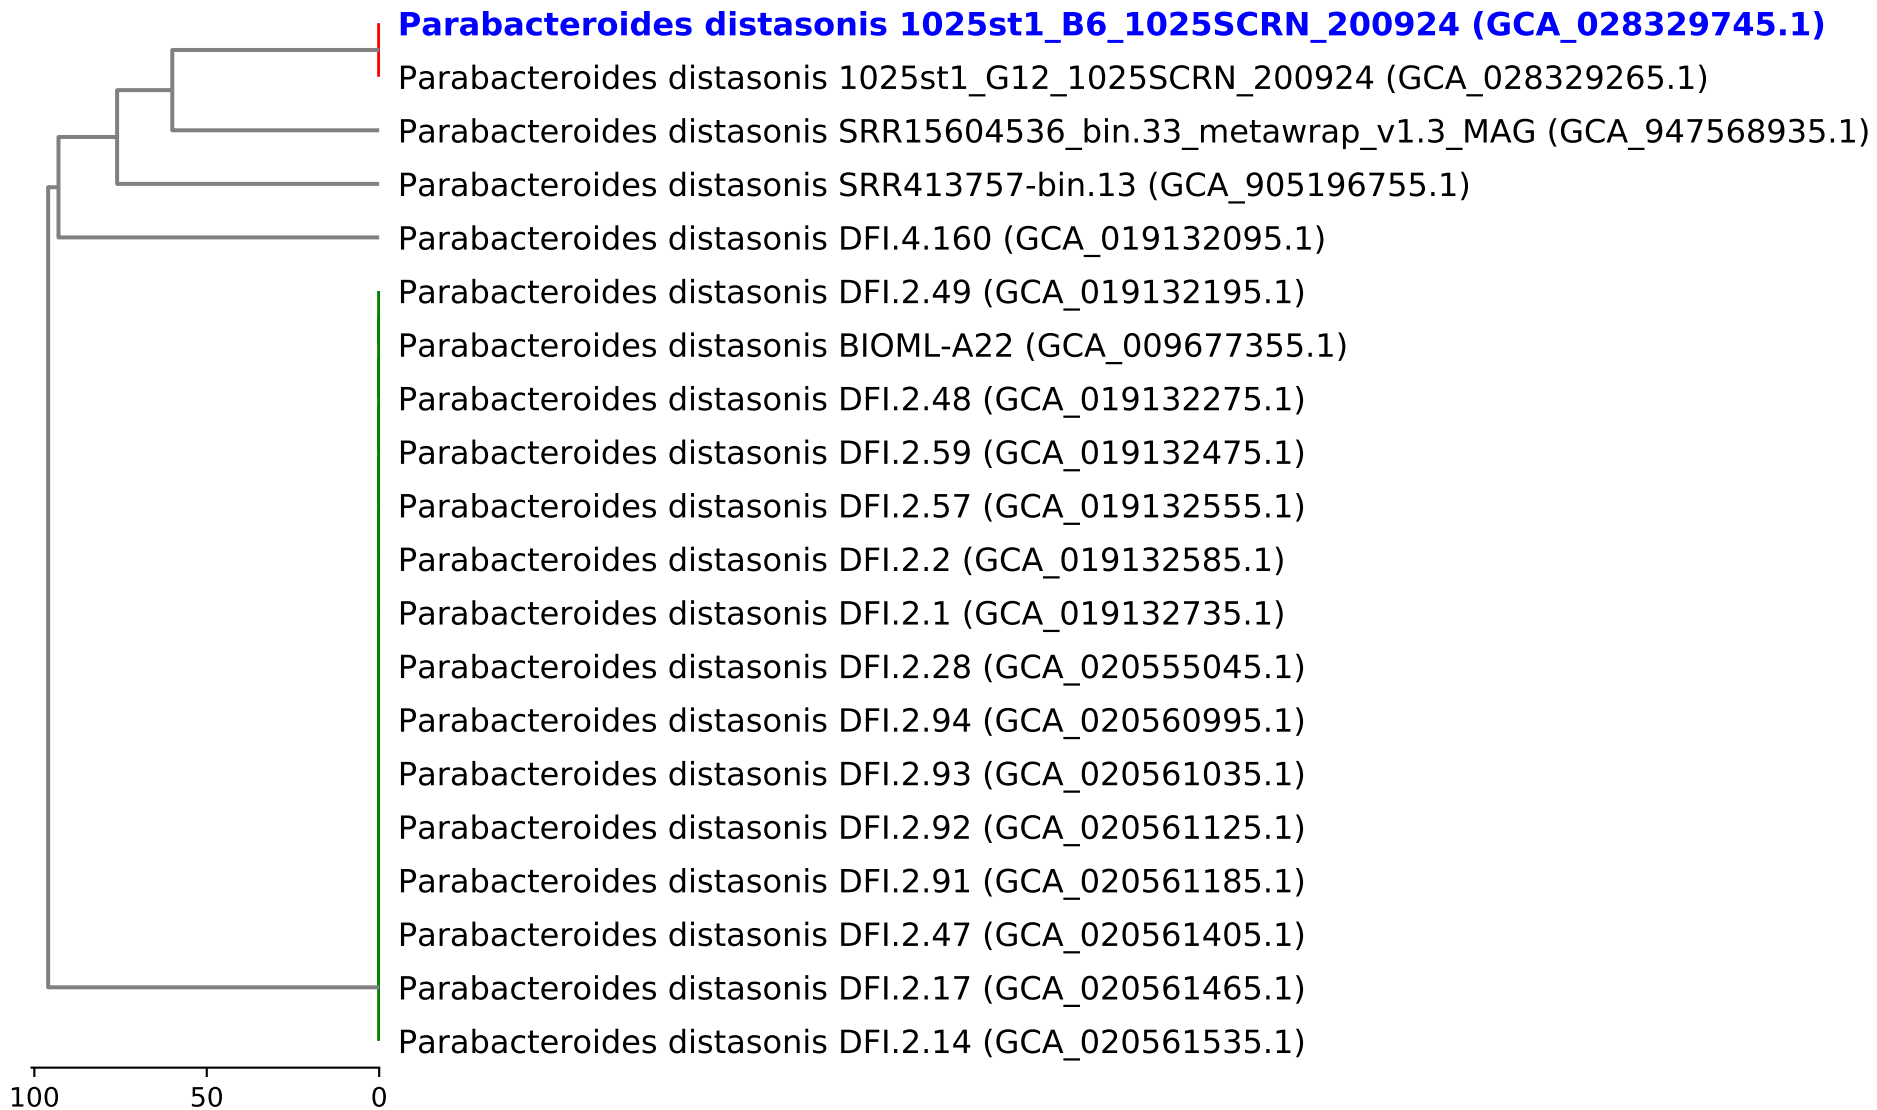 Parabacteroides distasonis 1025st1_B6_1025SCRN_200924 (GCA_028329745.1)
Parabacteroides distasonis 1025st1_G12_1025SCRN_200924 (GCA_028329265.1)
Parabacteroides distasonis SRR15604536_bin.33_metawrap_v1.3_MAG (GCA_947568935.1)
Parabacteroides distasonis SRR413757-bin.13 (GCA_905196755.1)
Parabacteroides distasonis DFI.4.160 (GCA_019132095.1)
Parabacteroides distasonis DFI.2.49 (GCA_019132195.1)
Parabacteroides distasonis BIOML-A22 (GCA_009677355.1)
Parabacteroides distasonis DFI.2.48 (GCA_019132275.1)
Parabacteroides distasonis DFI.2.59 (GCA_019132475.1)
Parabacteroides distasonis DFI.2.57 (GCA_019132555.1)
Parabacteroides distasonis DFI.2.2 (GCA_019132585.1)
Parabacteroides distasonis DFI.2.1 (GCA_019132735.1)
Parabacteroides distasonis DFI.2.28 (GCA_020555045.1)
Parabacteroides distasonis DFI.2.94 (GCA_020560995.1)
Parabacteroides distasonis DFI.2.93 (GCA_020561035.1)
Parabacteroides distasonis DFI.2.92 (GCA_020561125.1)
Parabacteroides distasonis DFI.2.91 (GCA_020561185.1)
Parabacteroides distasonis DFI.2.47 (GCA_020561405.1)
Parabacteroides distasonis DFI.2.17 (GCA_020561465.1)
Parabacteroides distasonis DFI.2.14 (GCA_020561535.1)
100 50 0